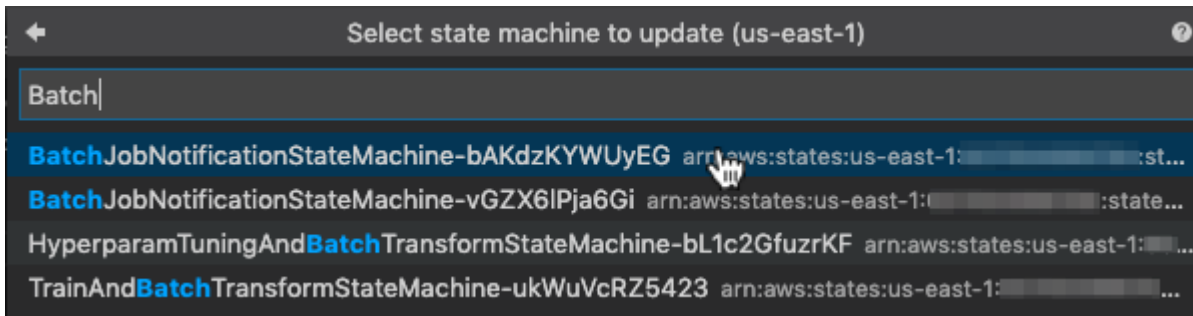 Select state machine to update (us-east-1)
Batch
BatchJobNotificationStateMachine-bAKdzKYWUyEG arn:aws:states:us-east-1: :st...
BatchJobNotificationStateMachine-vGZX6lPja6Gi arn:aws:states:us-east-1: :state...
HyperparamTuningAndBatchTransformStateMachine-bL1c2GfuzrKF arn:aws:states:us-east-1: ...
TrainAndBatchTransformStateMachine-ukWuVcRZ5423 arn:aws:states:us-east-1: ...